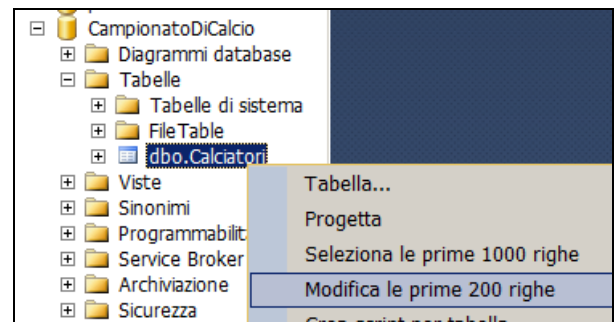 CampionatoDiCalcio
Diagrammi database
Tabelle
Tabelle di sistema
FileTable
dbo.Calciatori
Viste
Sinonimi
Service Broker
Archiviazione
Sicurezza
Tabella...
Progetta
Seleziona le prime 1000 righe
Modifica le prime 200 righe